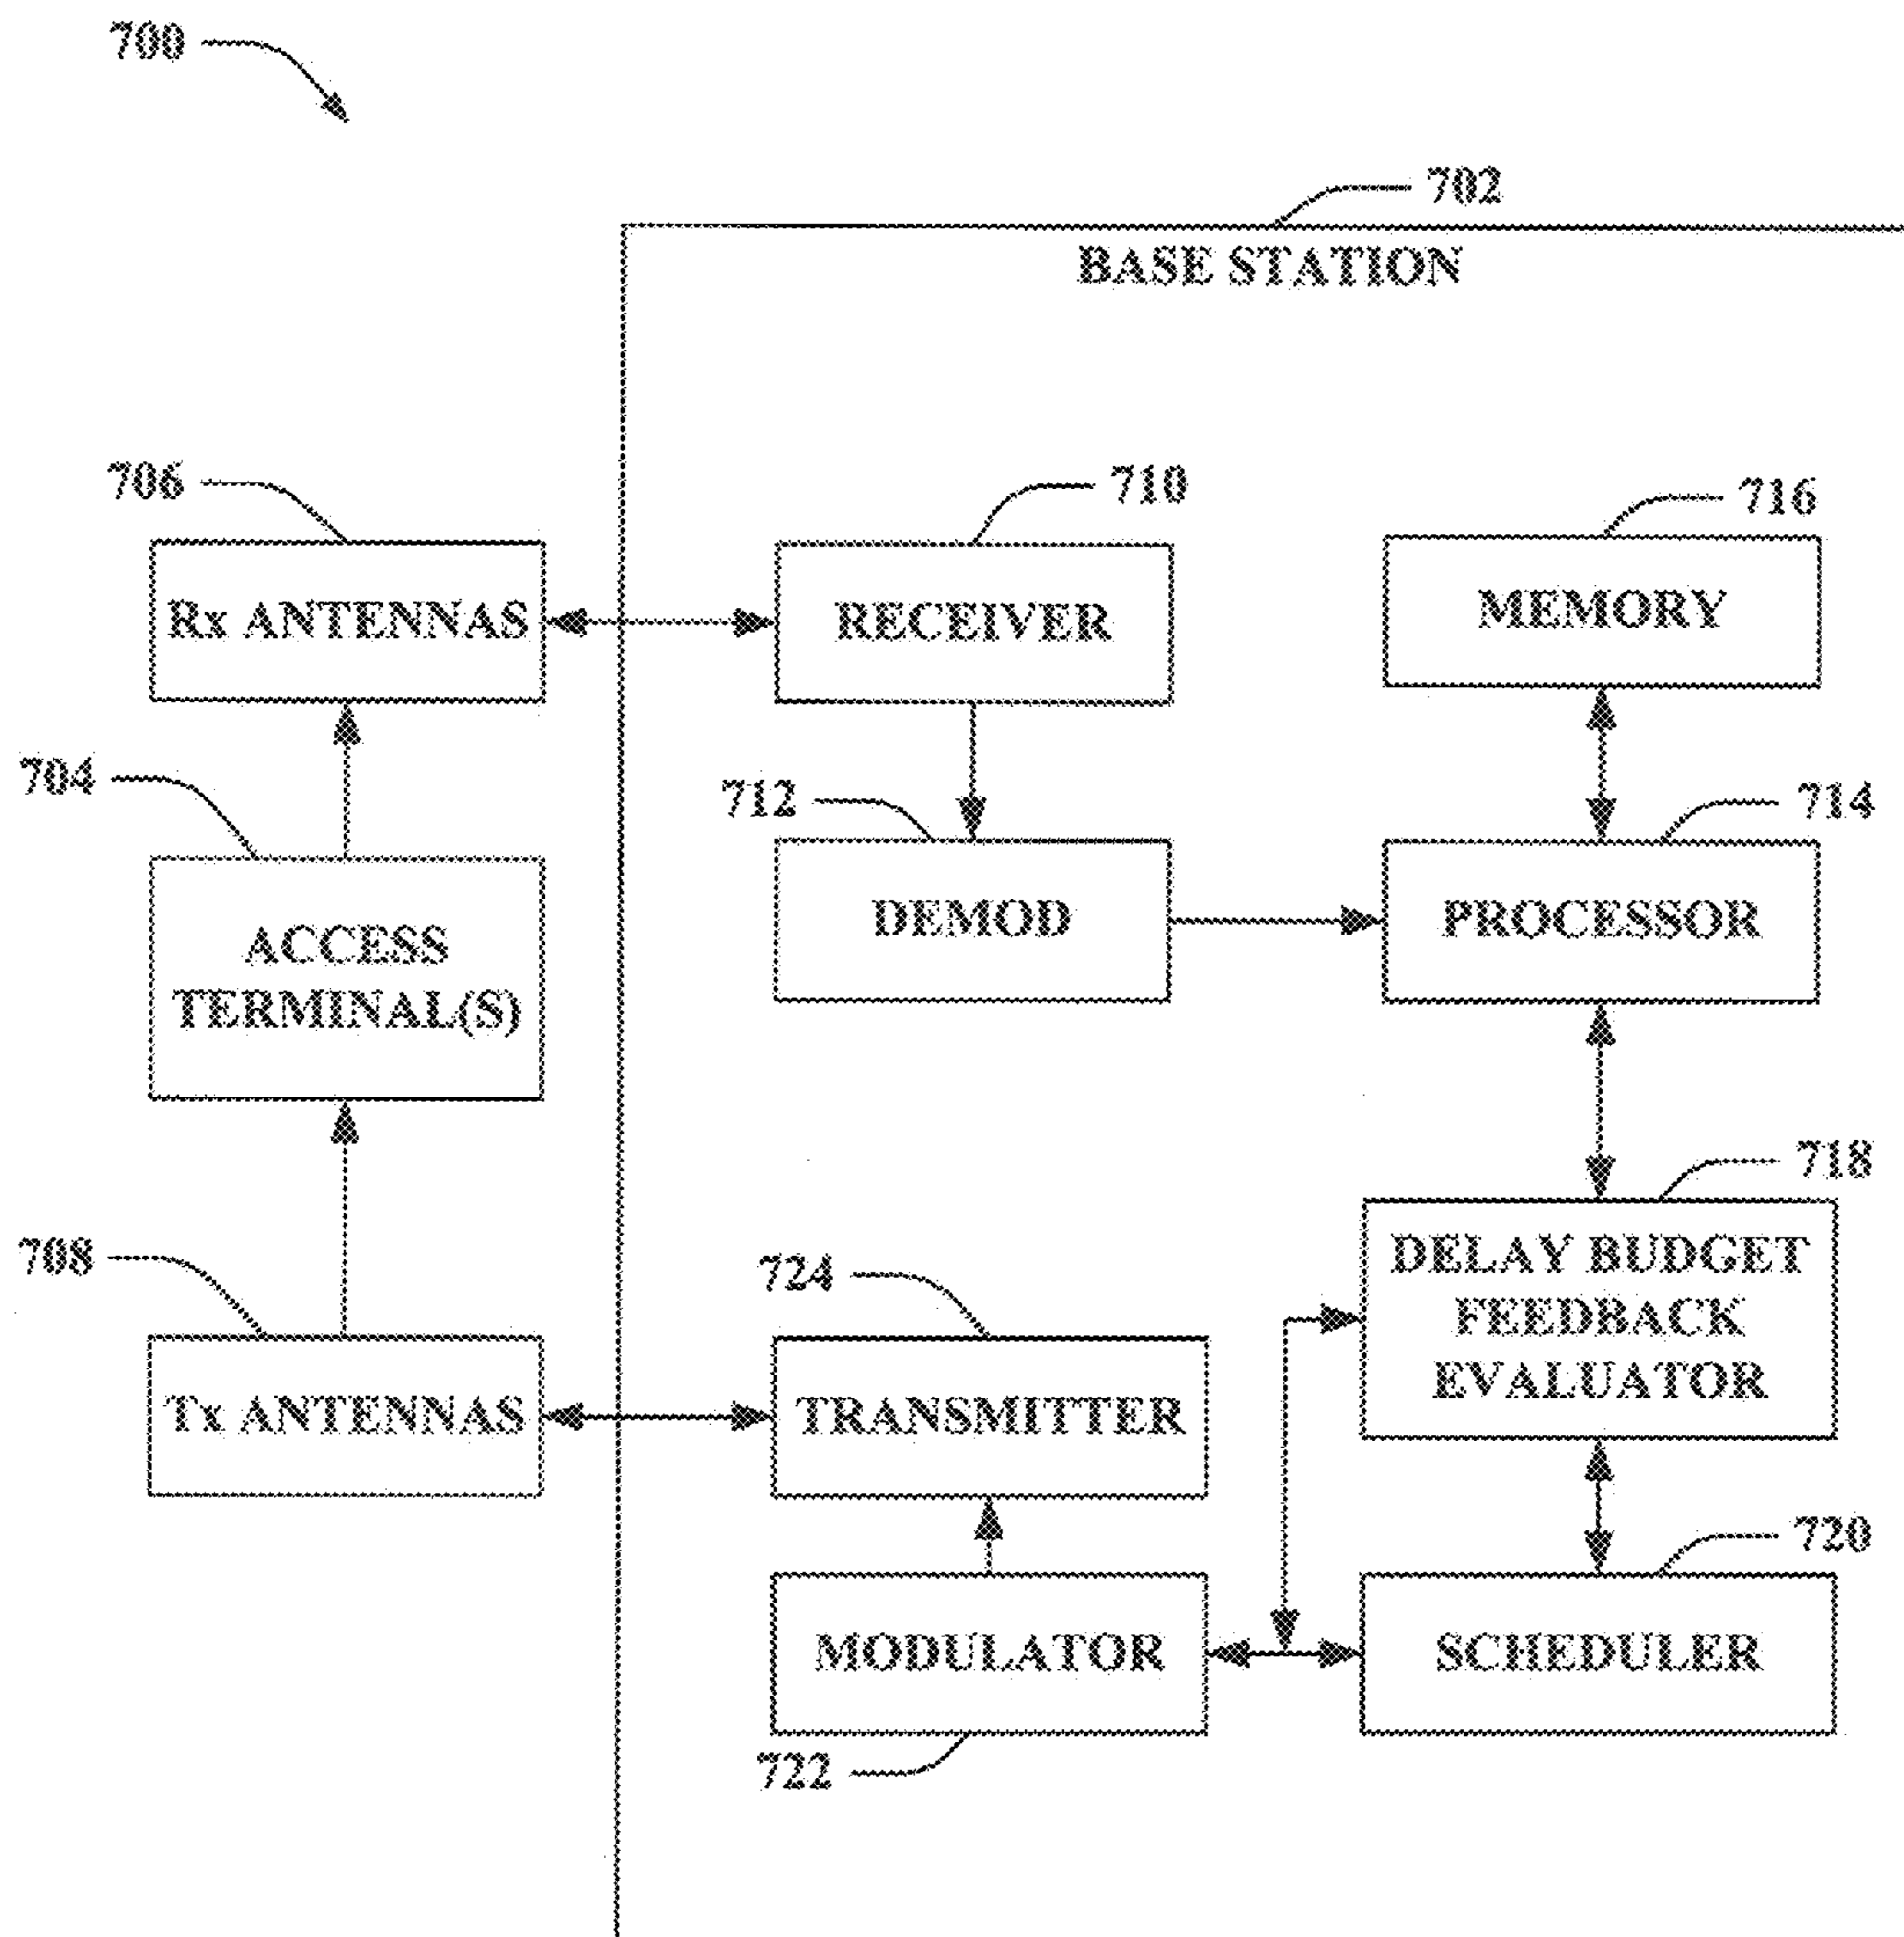 700
702
BASE STATION
706
710
716
Rx ANTENNAS
RECEIVER
MEMORY
704
712
714
ACCESS
TERMINAL(S)
DEMOD
PROCESSOR
708
724
718
Tx ANTENNAS
TRANSMITTER
DELAY BUDGET
FEEDBACK
EVALUATOR
720
MODULATOR
SCHEDULER
722